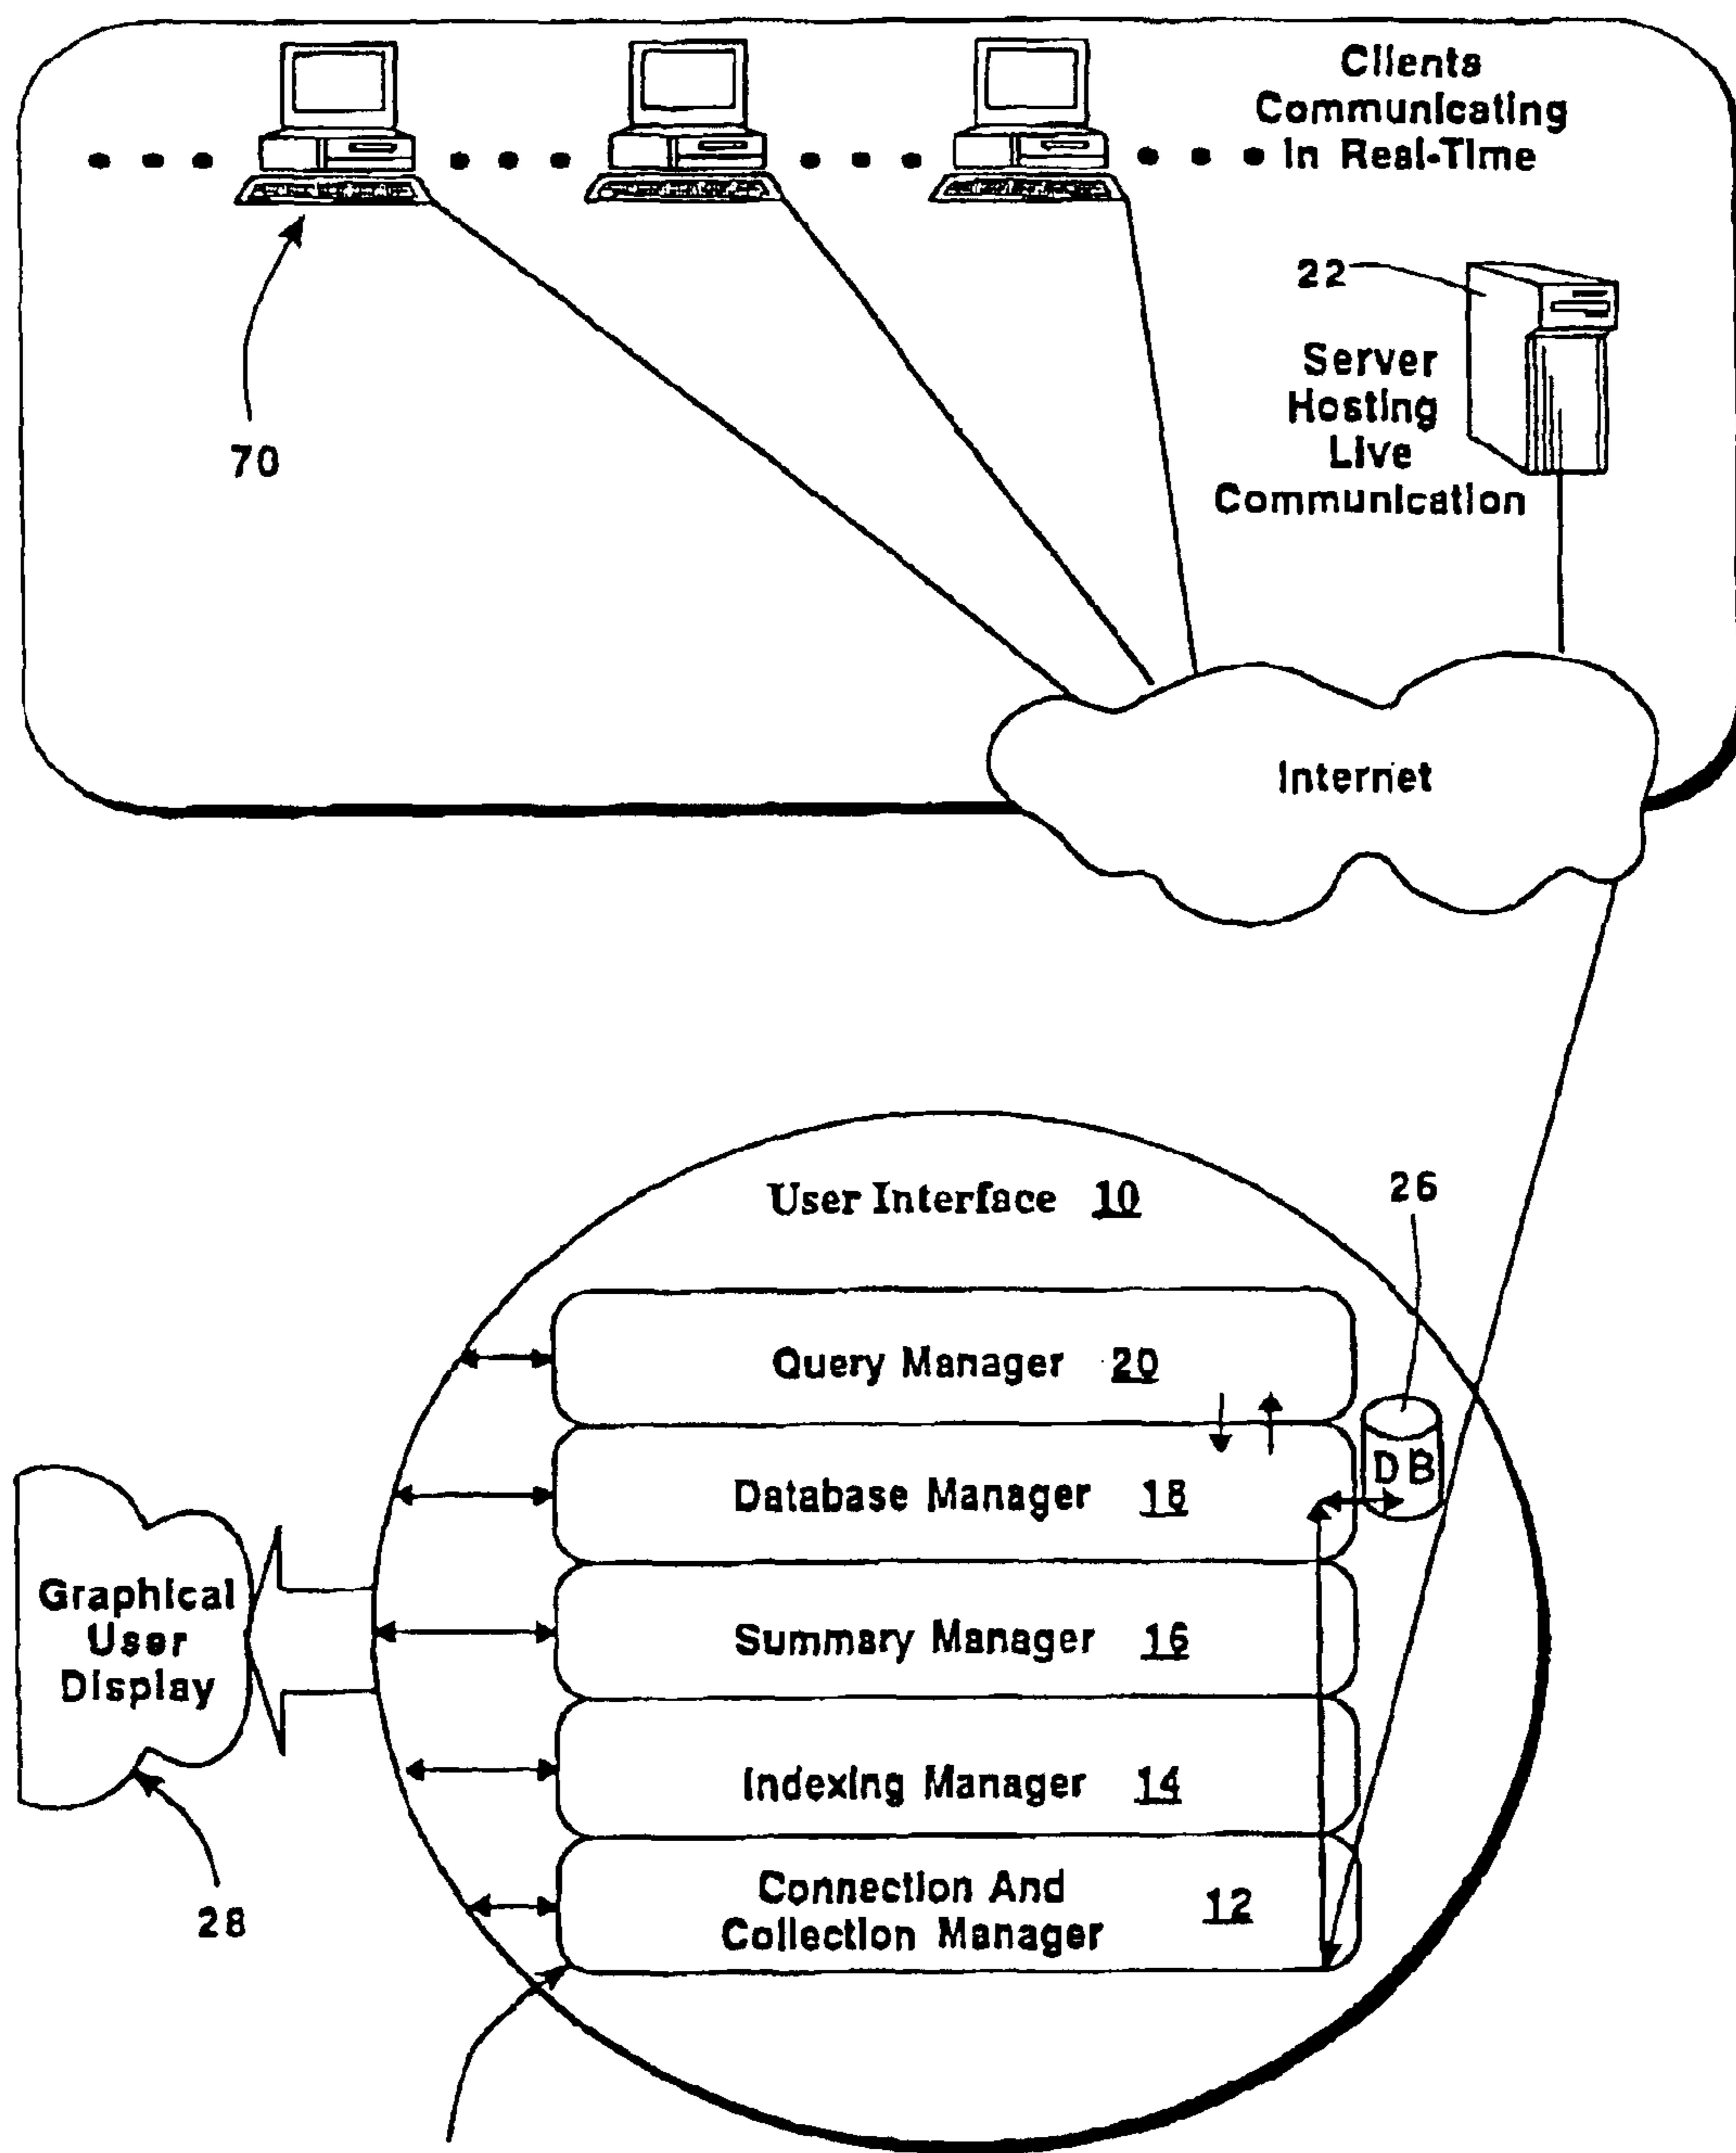 Clients
Communicating
in Real-Time
22
Server
Hosting
Live
Communication
70
Internet
User Interface 10
26
Query Manager 20
Database Manager 18
DB
Graphical
User
Display
Summary Manager 16
Indexing Manager 14
Connection And
Collection Manager 12
28